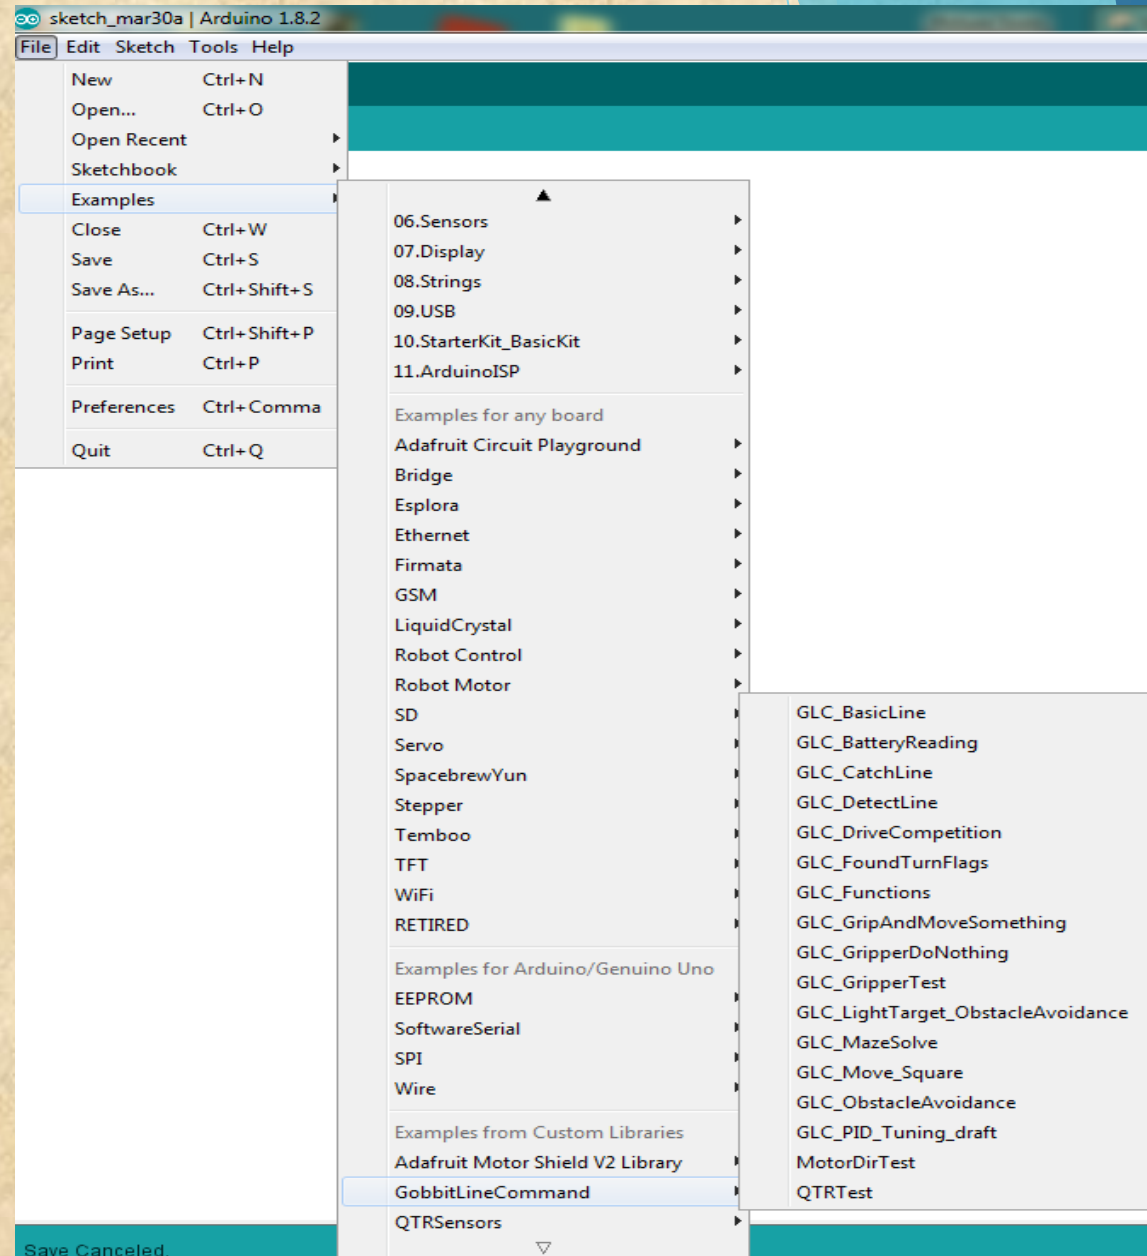 sketch_mar30a | Arduino 1.8.2
File Edit Sketch Tools Help
New Ctrl+N
Open... Ctrl+O
Open Recent
Sketchbook
Examples
Close Ctrl+W
Save Ctrl+S
Save As... Ctrl+Shift+S
Page Setup Ctrl+Shift+P
Print Ctrl+P
Preferences Ctrl+Comma
Quit Ctrl+Q
06.Sensors
07.Display
08.Strings
09.USB
10.StarterKit_BasicKit
11.ArduinoISP
Examples for any board
Adafruit Circuit Playground
Bridge
Esplora
Ethernet
Firmata
GSM
LiquidCrystal
Robot Control
Robot Motor
SD
Servo
SpacebrewYun
Stepper
Temboo
TFT
WiFi
RETIRED
Examples for Arduino/Genuino Uno
EEPROM
SoftwareSerial
SPI
Wire
Examples from Custom Libraries
Adafruit Motor Shield V2 Library
GobbitLineCommand
QTRSensors
GLC_BasicLine
GLC_BatteryReading
GLC_CatchLine
GLC_DetectLine
GLC_DriveCompetition
GLC_FoundTurnFlags
GLC_Functions
GLC_GripAndMoveSomething
GLC_GripperDoNothing
GLC_GripperTest
GLC_LightTarget_ObstacleAvoidance
GLC_MazeSolve
GLC_Move_Square
GLC_ObstacleAvoidance
GLC_PID_Tuning_draft
MotorDirTest
QTRTest
Save Canceled.